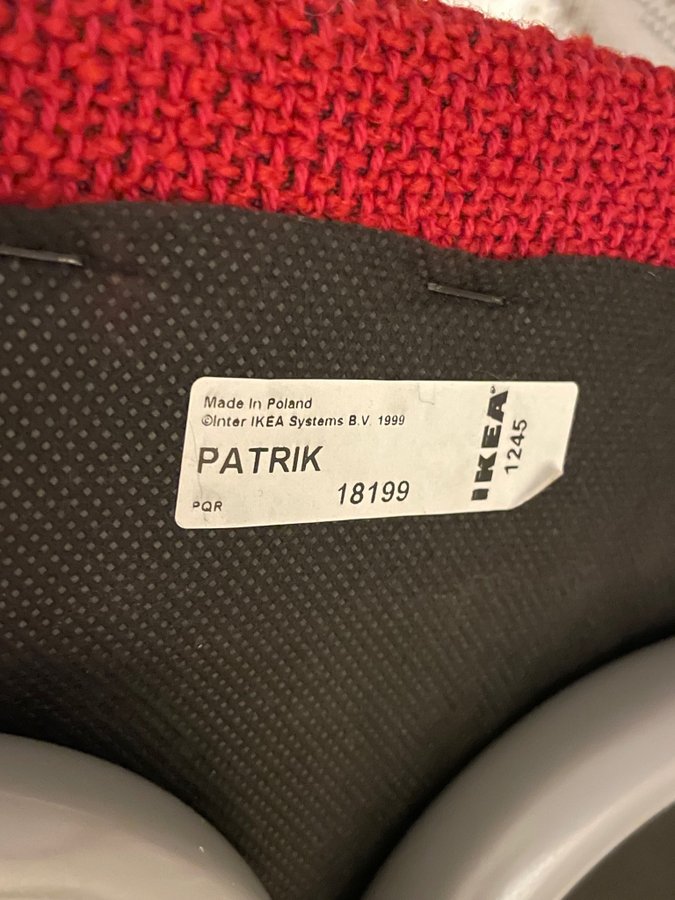 Made In Poland
©Inter IKEA Systems B.V. 1999
PATRIK
18199
PQR
IKEA®
1245